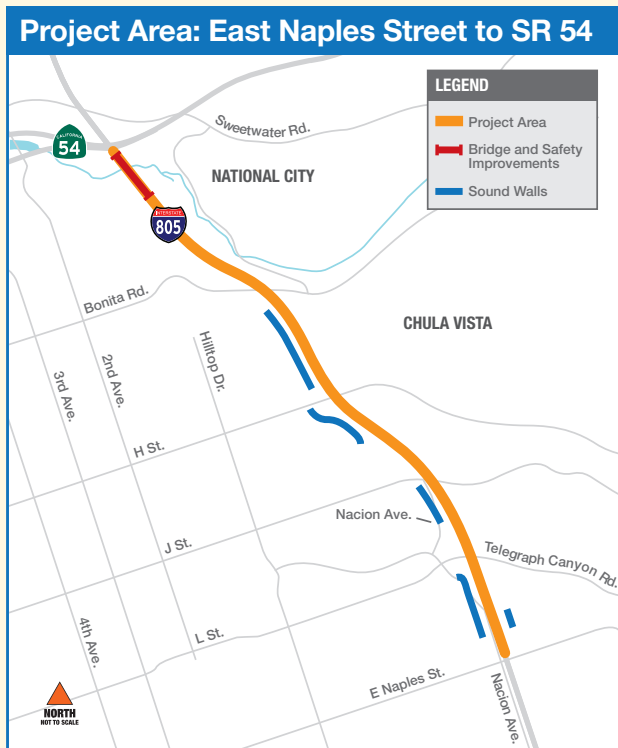 Project Area: East Naples Street to SR 54
LEGEND
Project Area
Bridge and Safety
Improvements
Sound Walls
Sweetwater Rd.
CALIFORNIA
54
NATIONAL CITY
INTERSTATE
805
Bonita Rd.
CHULA VISTA
Hilltop Dr.
2nd Ave.
3rd Ave.
H St.
Nacion Ave.
J St.
Telegraph Canyon Rd.
4th Ave.
L St.
E Naples St.
Nacion Ave.
NORTH
NOT TO SCALE